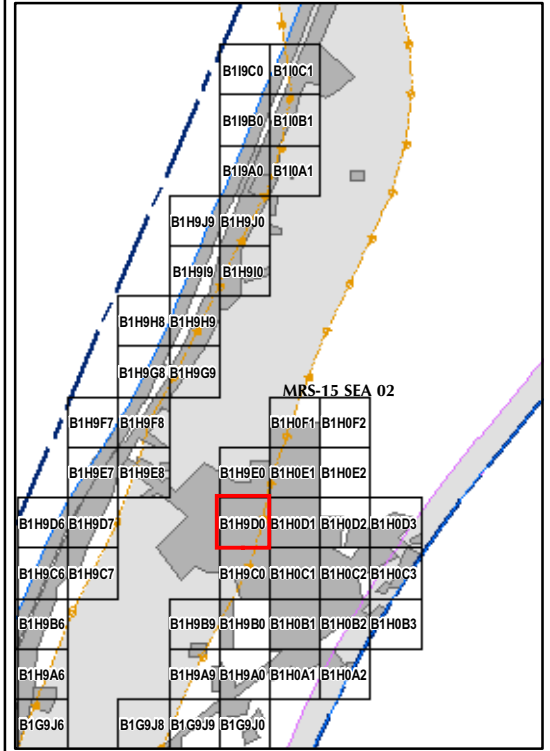 B1I9C0 B1I0C1
B1I9B0 B1I0B1
B1I9A0 B1I0A1
B1H9J9 B1H9J0
B1H9I9 B1H9I0
B1H9H8 B1H9H9
B1H9G8 B1H9G9
MRS-15 SEA 02
B1H9F7 B1H9F8 B1H0F1 B1H0F2
B1H9E7 B1H9E8 B1H9E0 B1H0E1 B1H0E2
B1H9D6 B1H9D7 B1H9D0 B1H0D1 B1H0D2 B1H0D3
B1H9C6 B1H9C7 B1H9C0 B1H0C1 B1H0C2 B1H0C3
B1H9B6 B1H9B9 B1H9B0 B1H0B1 B1H0B2 B1H0B3
B1H9A6 B1H9A9 B1H9A0 B1H0A1 B1H0A2
B1G9J6 B1G9J8 B1G9J9 B1G9J0